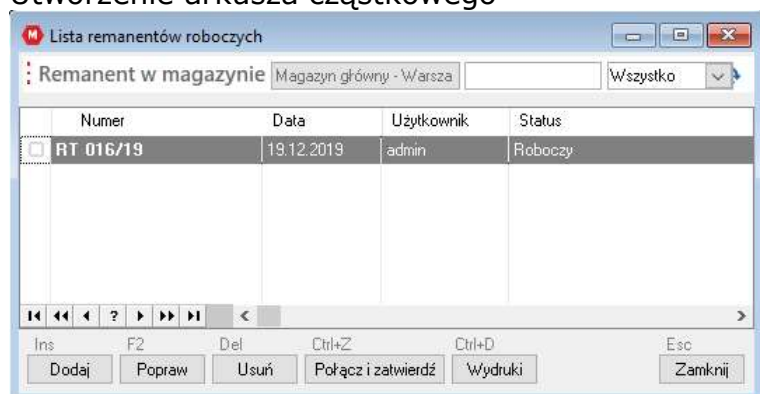 Utworzenie arkusza cząstkowego
Lista remanentów roboczych
Remanent w magazynie Magazyn główny - Warsza Wszystko
Numer Data Użytkownik Status
RT 016/19 19.12.2019 admin Roboczy
Ins F2 Del Ctrl+Z Ctrl+D Esc
Dodaj Popraw Usuń Połącz i zatwierdź Wydruki Zamknij